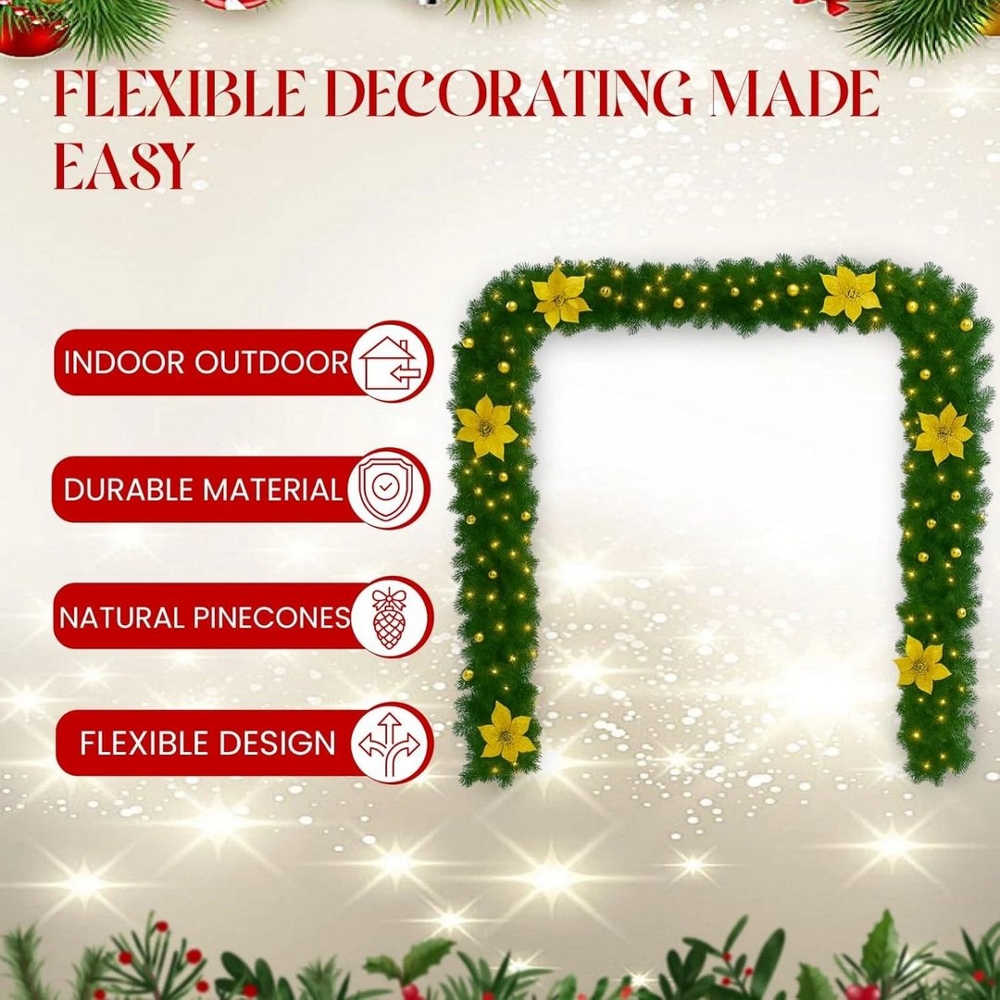 FLEXIBLE DECORATING MADE
EASY
INDOOR OUTDOOR
DURABLE MATERIAL
NATURAL PINECONES
FLEXIBLE DESIGN